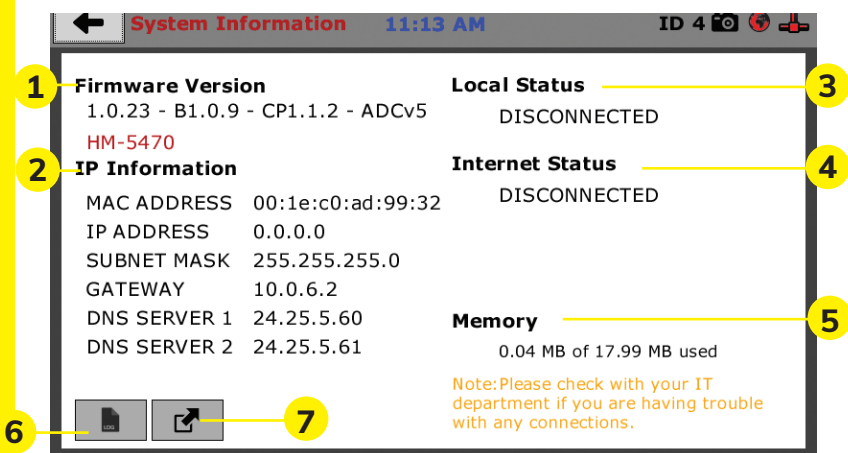 System Information 11:13 AM ID 4
1 Firmware Version
1.0.23 - B1.0.9 - CP1.1.2 - ADCv5
HM-5470
2 IP Information
MAC ADDRESS 00:1e:c0:ad:99:32
IP ADDRESS 0.0.0.0
SUBNET MASK 255.255.255.0
GATEWAY 10.0.6.2
DNS SERVER 1 24.25.5.60
DNS SERVER 2 24.25.5.61
Local Status 3
DISCONNECTED
Internet Status 4
DISCONNECTED
Memory 5
0.04 MB of 17.99 MB used
Note:Please check with your IT
department if you are having trouble
with any connections.
6 LOG 7